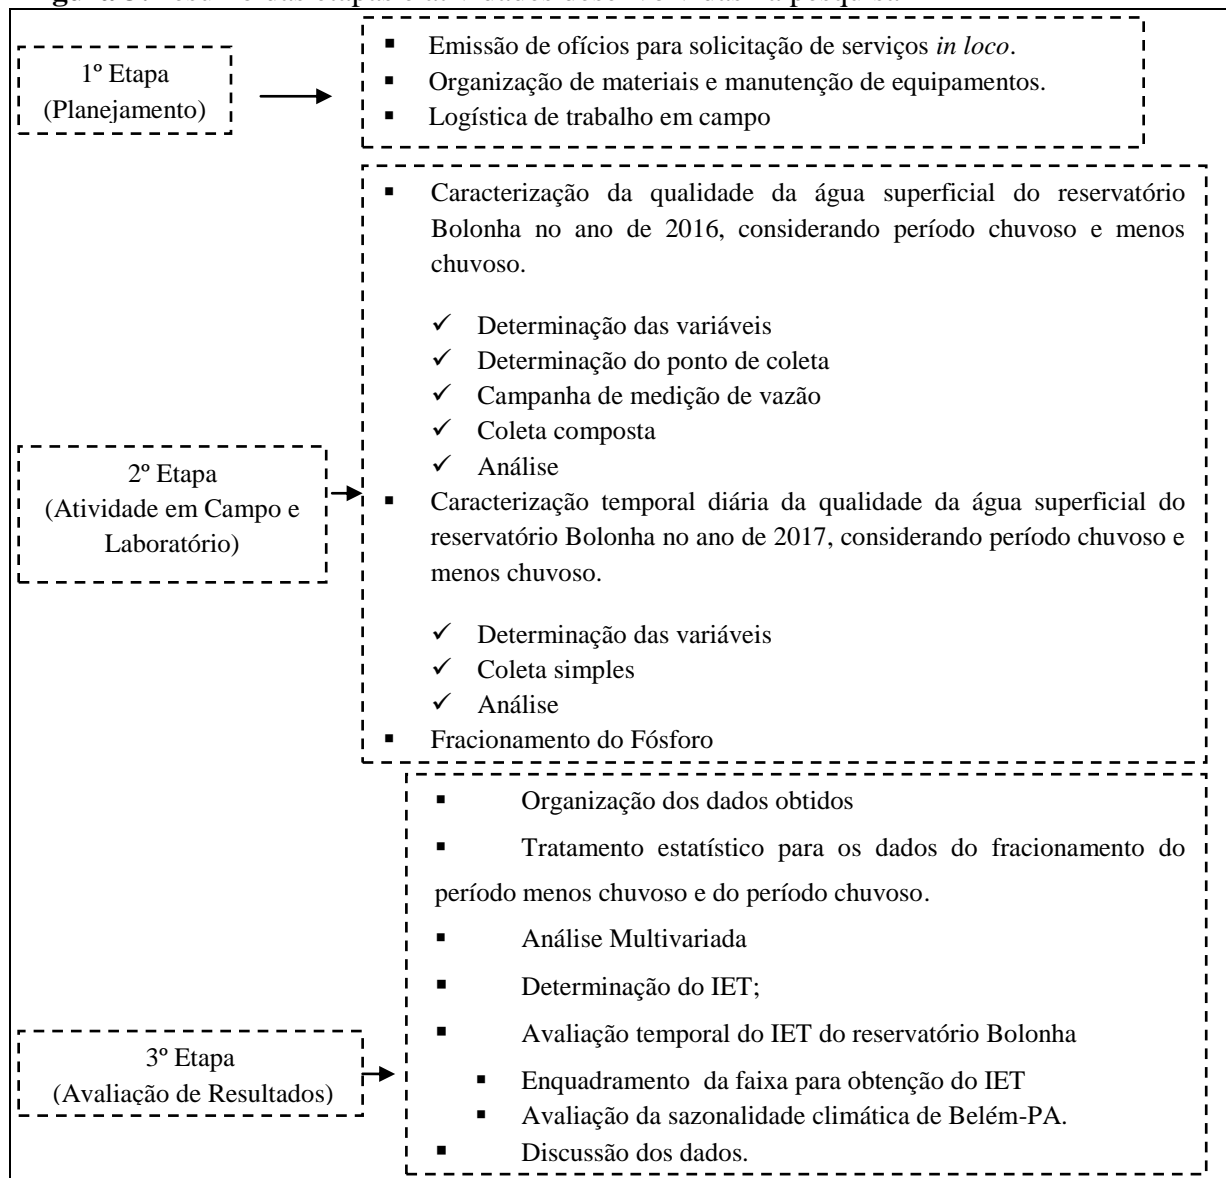 1º Etapa
(Planejamento)
▪ Emissão de ofícios para solicitação de serviços in loco.
▪ Organização de materiais e manutenção de equipamentos.
▪ Logística de trabalho em campo
2º Etapa
(Atividade em Campo e
Laboratório)
▪ Caracterização da qualidade da água superficial do reservatório
Bolonha no ano de 2016, considerando período chuvoso e menos
chuvoso.
✓ Determinação das variáveis
✓ Determinação do ponto de coleta
✓ Campanha de medição de vazão
✓ Coleta composta
✓ Análise
▪ Caracterização temporal diária da qualidade da água superficial do
reservatório Bolonha no ano de 2017, considerando período chuvoso e
menos chuvoso.
✓ Determinação das variáveis
✓ Coleta simples
✓ Análise
▪ Fracionamento do Fósforo
3º Etapa
(Avaliação de Resultados)
▪ Organização dos dados obtidos
▪ Tratamento estatístico para os dados do fracionamento do
período menos chuvoso e do período chuvoso.
▪ Análise Multivariada
▪ Determinação do IET;
▪ Avaliação temporal do IET do reservatório Bolonha
▪ Enquadramento da faixa para obtenção do IET
▪ Avaliação da sazonalidade climática de Belém-PA.
▪ Discussão dos dados.